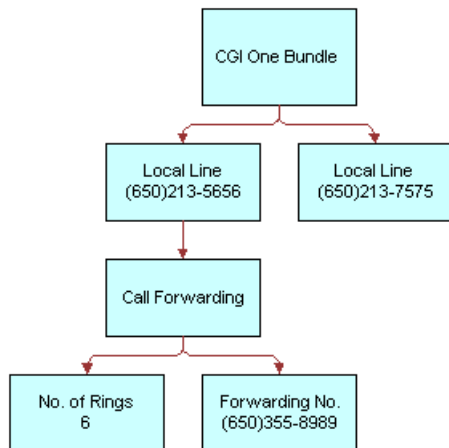 CGI One Bundle
Local Line
(650)213-5656
Local Line
(650)213-7575
Call Forwarding
No. of Rings
6
Forwarding No.
(650)355-8989